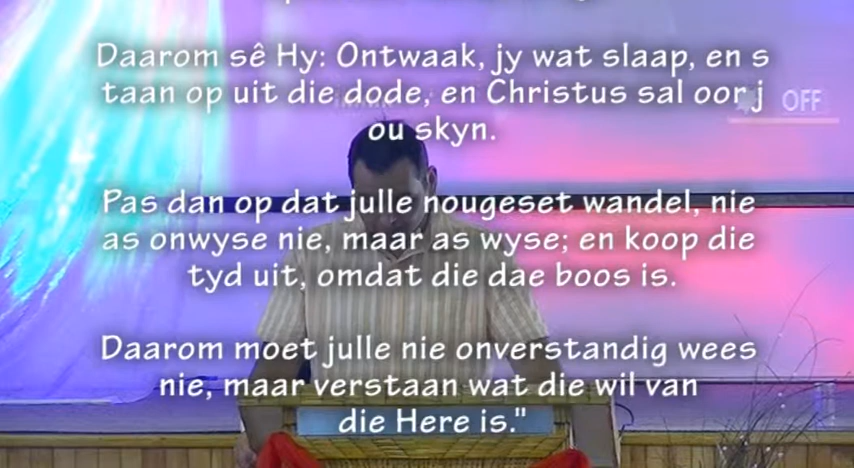 Daarom sê Hy: Ontwaak, jy wat slaap, en s
taan op uit die dode, en Christus sal oor j
OFF
ou skyn.
Pas dan op dat julle nougeset wandel, nie
as onwyse nie, maar as wyse; en koop die
tyd uit, omdat die dae boos is.
Daarom moet julle nie onverstandig wees
nie, maar verstaan wat die wil van
die Here is."